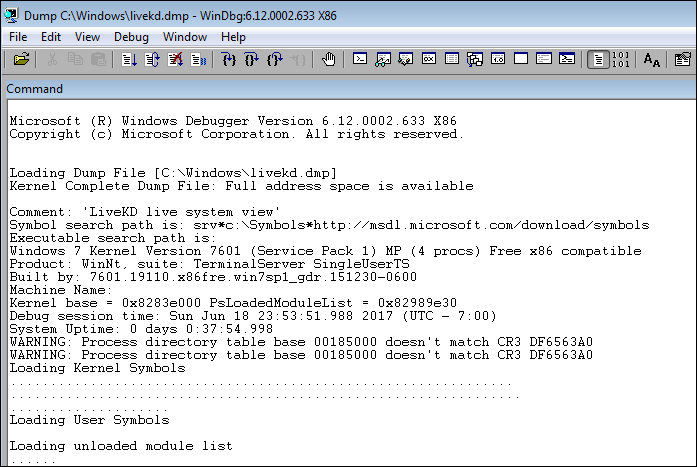 Dump C:\Windows\livekd.dmp - WinDbg:6.12.0002.633 X86
File Edit View Debug Window Help
101
101
AA
Command
Microsoft (R) Windows Debugger Version 6.12.0002.633 X86
Copyright (c) Microsoft Corporation. All rights reserved.
Loading Dump File [C:\Windows\livekd.dmp]
Kernel Complete Dump File: Full address space is available
Comment: 'LiveKD live system view'
Symbol search path is: srv*c:\Symbols*http://msdl.microsoft.com/download/symbols
Executable search path is:
Windows 7 Kernel Version 7601 (Service Pack 1) MP (4 procs) Free x86 compatible
Product: WinNt, suite: TerminalServer SingleUserTS
Built by: 7601.19110.x86fre.win7sp1_gdr.151230-0600
Machine Name:
Kernel base = 0x8283e000 PsLoadedModuleList = 0x82989e30
Debug session time: Sun Jun 18 23:53:51.988 2017 (UTC - 7:00)
System Uptime: 0 days 0:37:54.998
WARNING: Process directory table base 00185000 doesn't match CR3 DF6563A0
WARNING: Process directory table base 00185000 doesn't match CR3 DF6563A0
Loading Kernel Symbols
...............................................................
................................................................
....................
Loading User Symbols
Loading unloaded module list
......